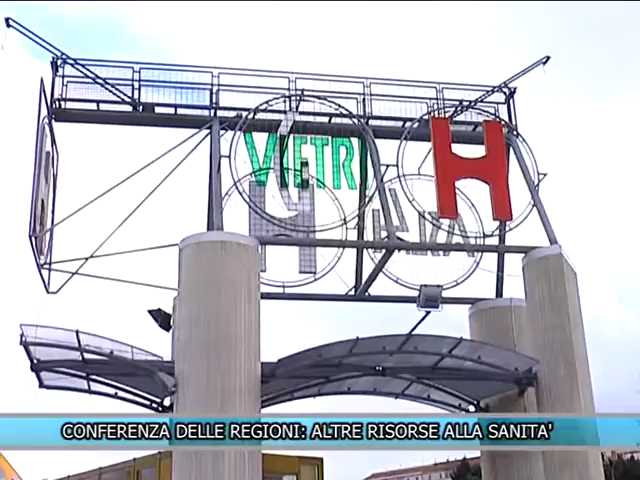 VIETRI
H
H
CONFERENZA DELLE REGIONI: ALTRE RISORSE ALLA SANITA'